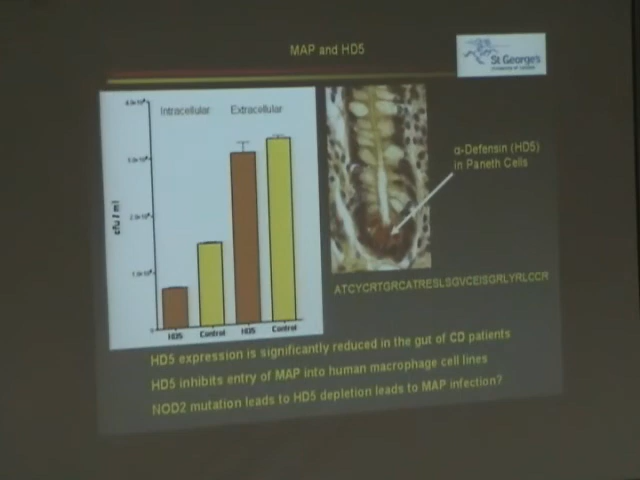 MAP and HD5
St George's
Intracellular Extracellular
cfu / ml
HD5 Control HD5 Control
α-Defensin (HD5)
in Paneth Cells
ATCYCRTGRCATRESLSGVCEISGRLYRLCCR
HD5 expression is significantly reduced in the gut of CD patients
HD5 inhibits entry of MAP into human macrophage cell lines
NOD2 mutation leads to HD5 depletion leads to MAP infection?